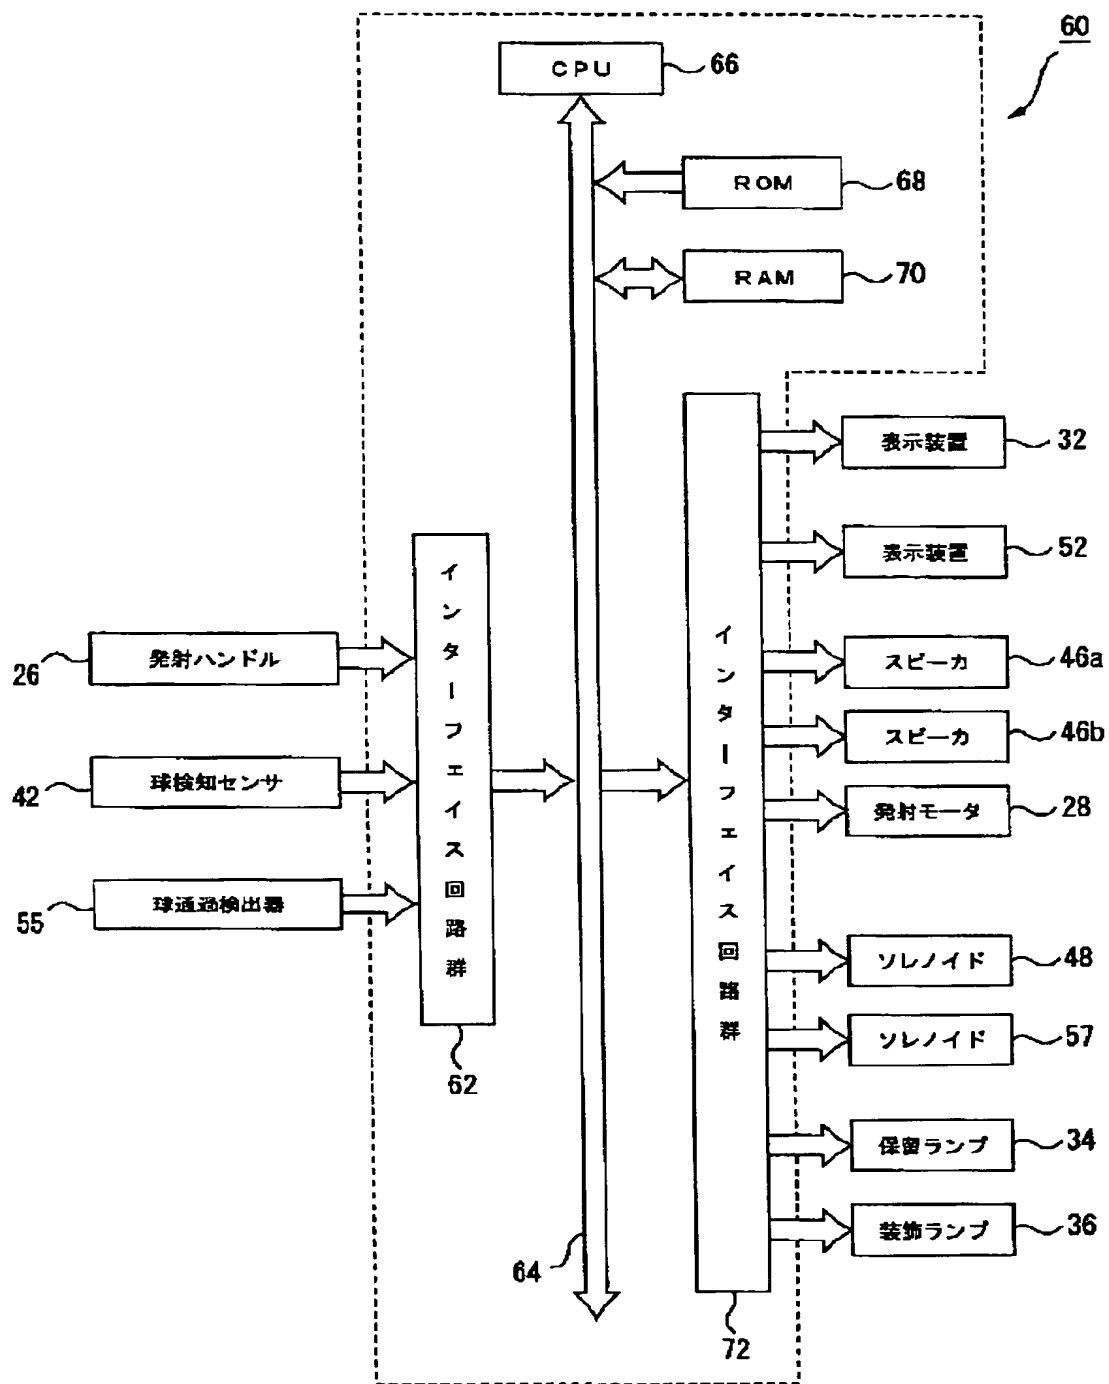 60
CPU
66
ROM
68
RAM
70
表示装置
32
表示装置
52
スピーカ
46a
スピーカ
46b
発射モータ
28
ソレノイド
48
ソレノイド
57
保留ランプ
34
装飾ランプ
36
インターフェイス回路群
72
64
インターフェイス回路群
62
発射ハンドル
26
球検知センサ
42
球通過検出器
55